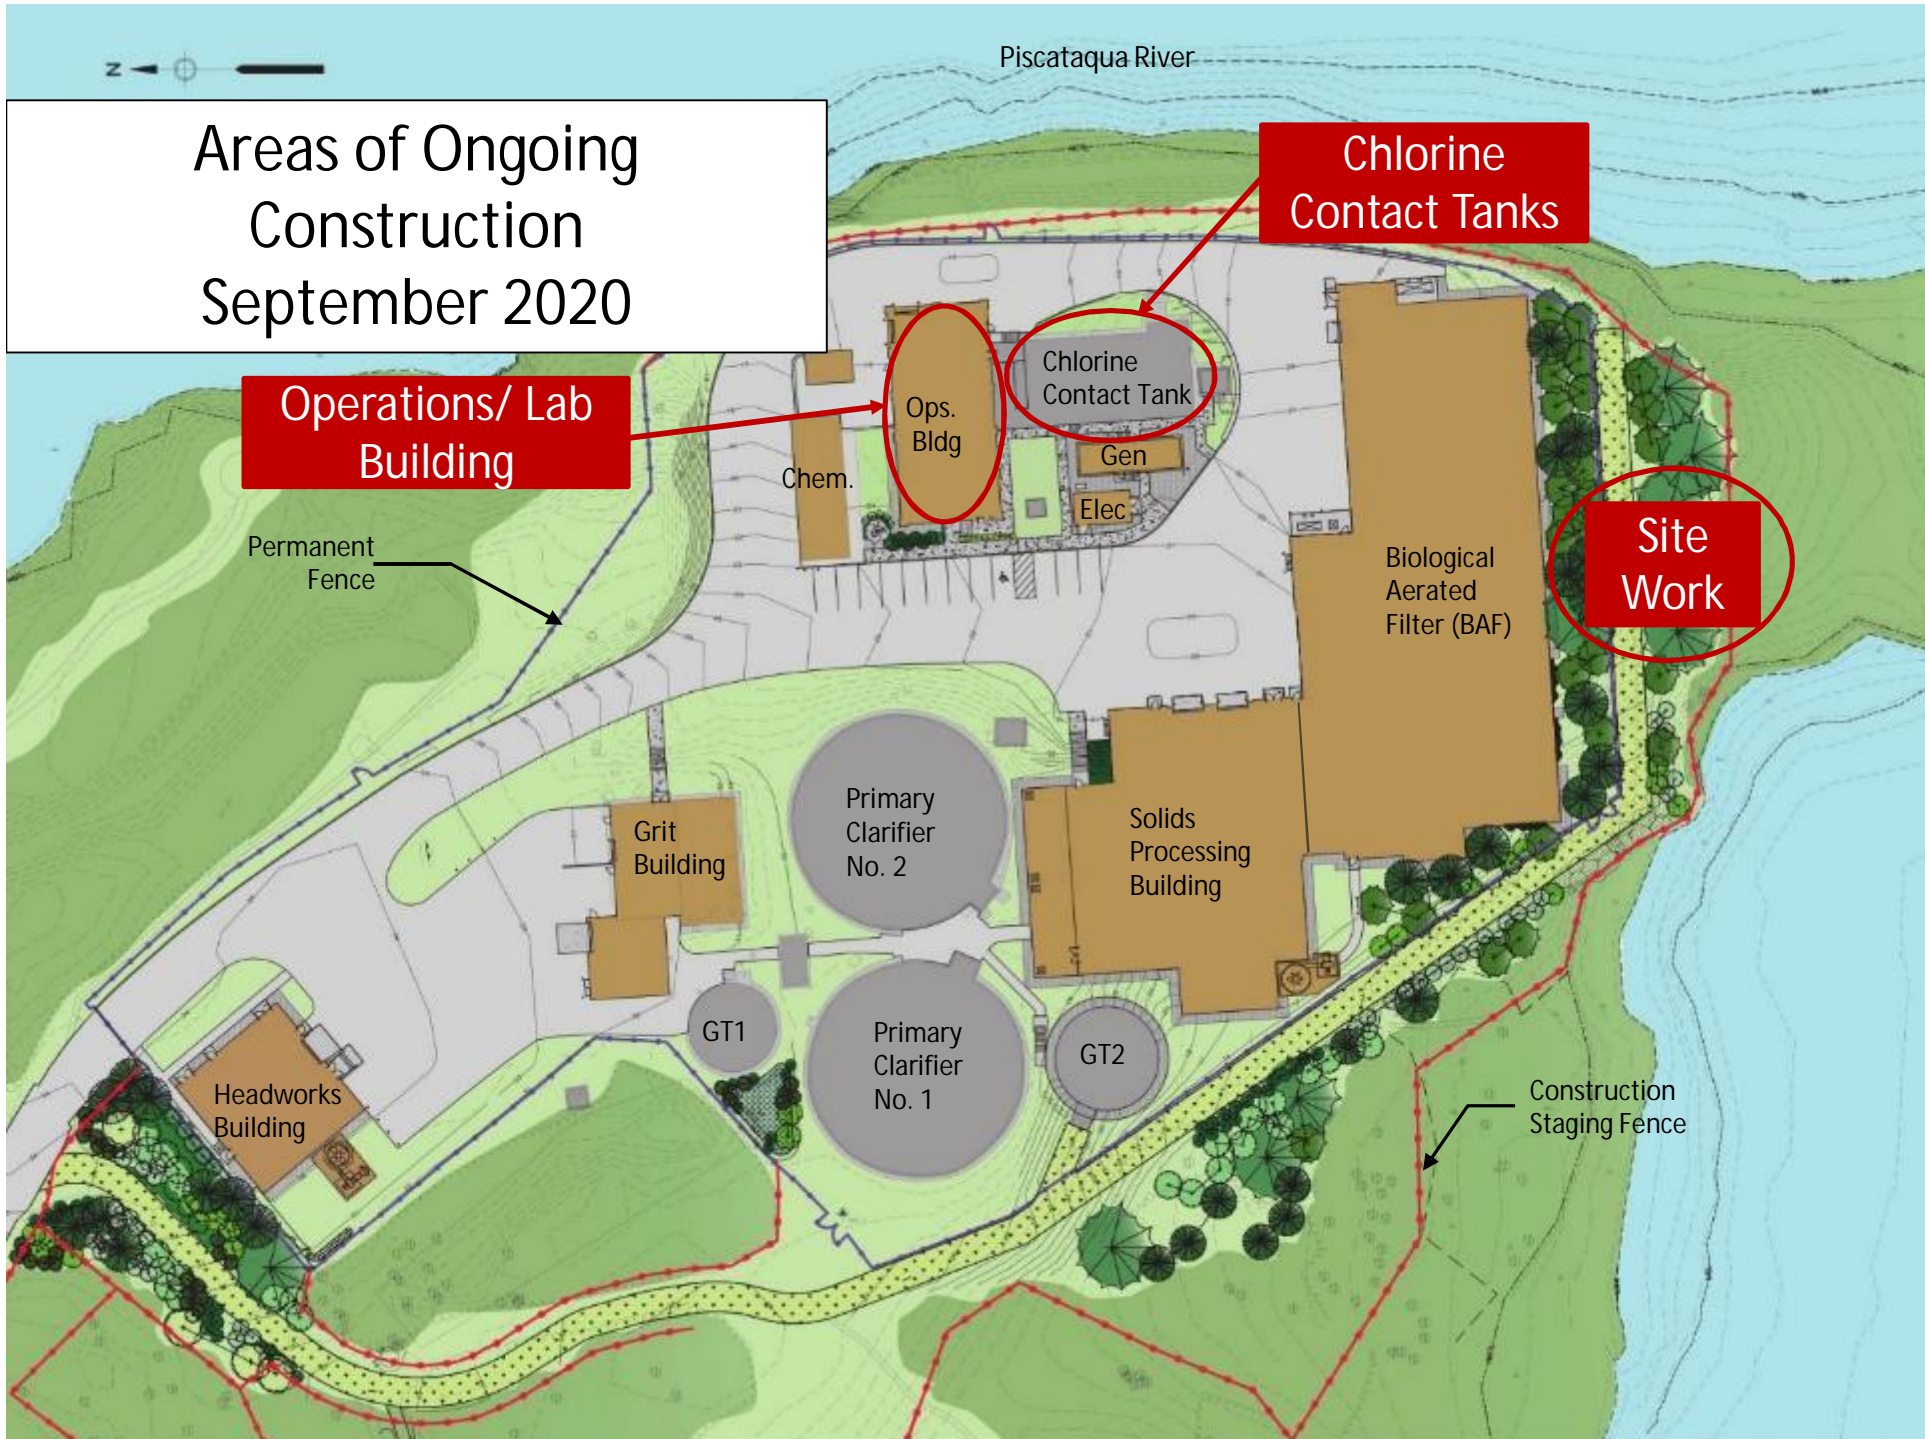 Piscataqua River
N
Areas of Ongoing
Construction
September 2020
Chlorine
Contact Tanks
Operations/ Lab
Building
Chlorine
Contact Tank
Ops.
Bldg
Gen
Chem.
Elec
Site
Work
Permanent
Fence
Biological
Aerated
Filter (BAF)
Primary
Clarifier
No. 2
Grit
Building
Solids
Processing
Building
GT1
Primary
Clarifier
No. 1
GT2
Headworks
Building
Construction
Staging Fence